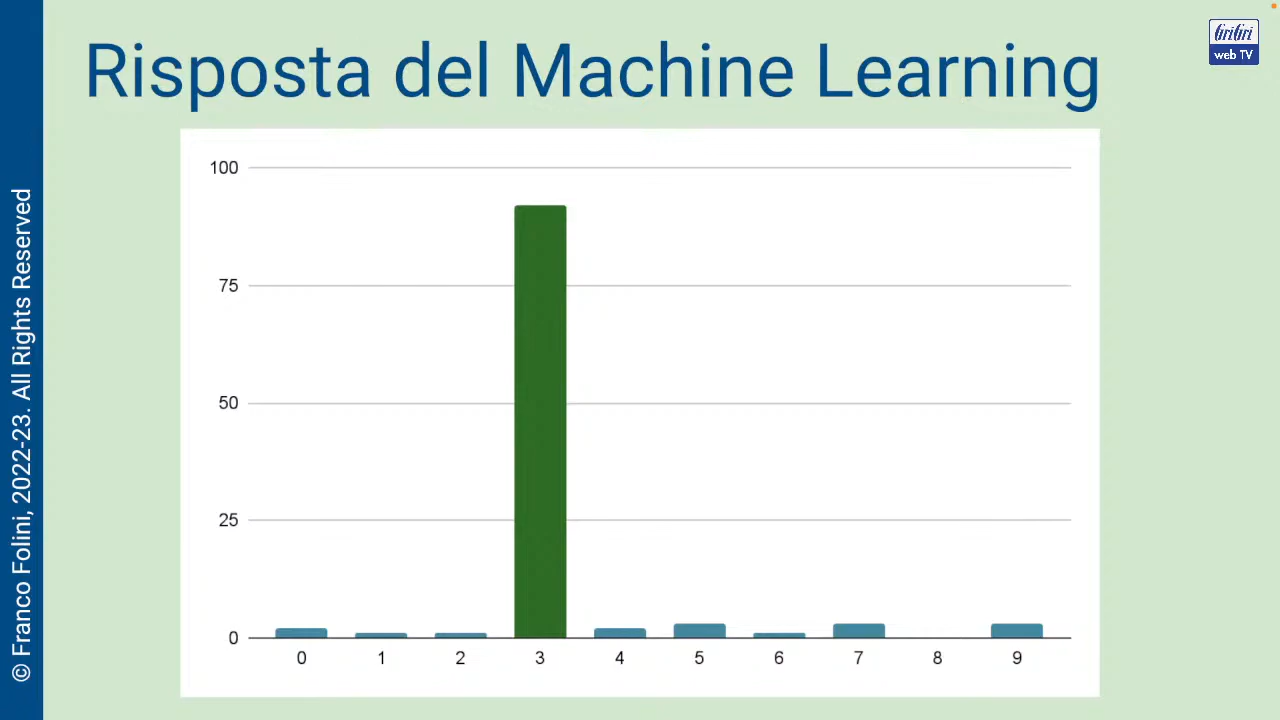 Risposta del Machine Learning
biribiri
web TV
100
75
50
25
0
0 1 2 3 4 5 6 7 8 9
© Franco Folini, 2022-23. All Rights Reserved